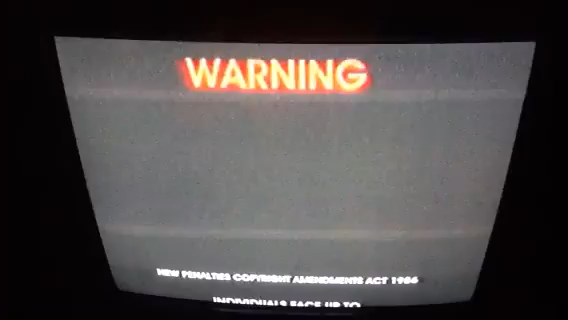 WARNING
NEW PENALTIES COPYRIGHT AMENDMENTS ACT 1986
INDIVIDUALS FACE UP TO